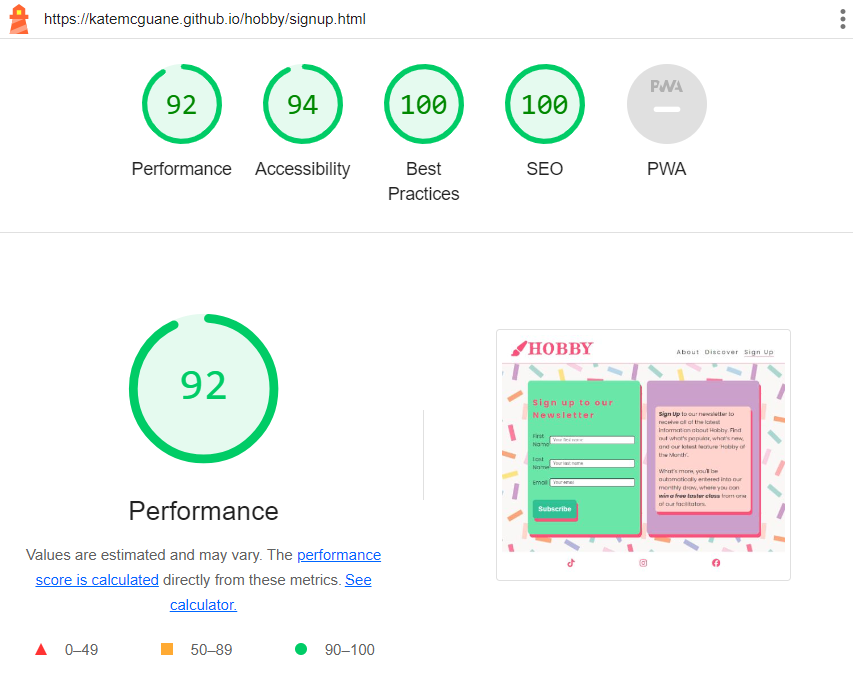 https://katemcguane.github.io/hobby/signup.html
92
94
100
100
PWA
Performance
Accessibility
Best
Practices
SEO
PWA
92
Performance
Values are estimated and may vary. The performance
score is calculated directly from these metrics. See
calculator.
0–49
50–89
90–100
HOBBY
About Discover Sign Up
Sign up to our
Newsletter
First
Name
Your first name
Last
Name
Your last name
Email
Your email
Subscribe
Sign Up to our newsletter to
receive all of the latest
information about Hobby. Find
out what's popular, what's new,
and our latest feature 'Hobby of
the Month'.
What's more, you'll be
automatically entered into our
monthly draw, where you can
win a free taster class from one
of our facilitators.